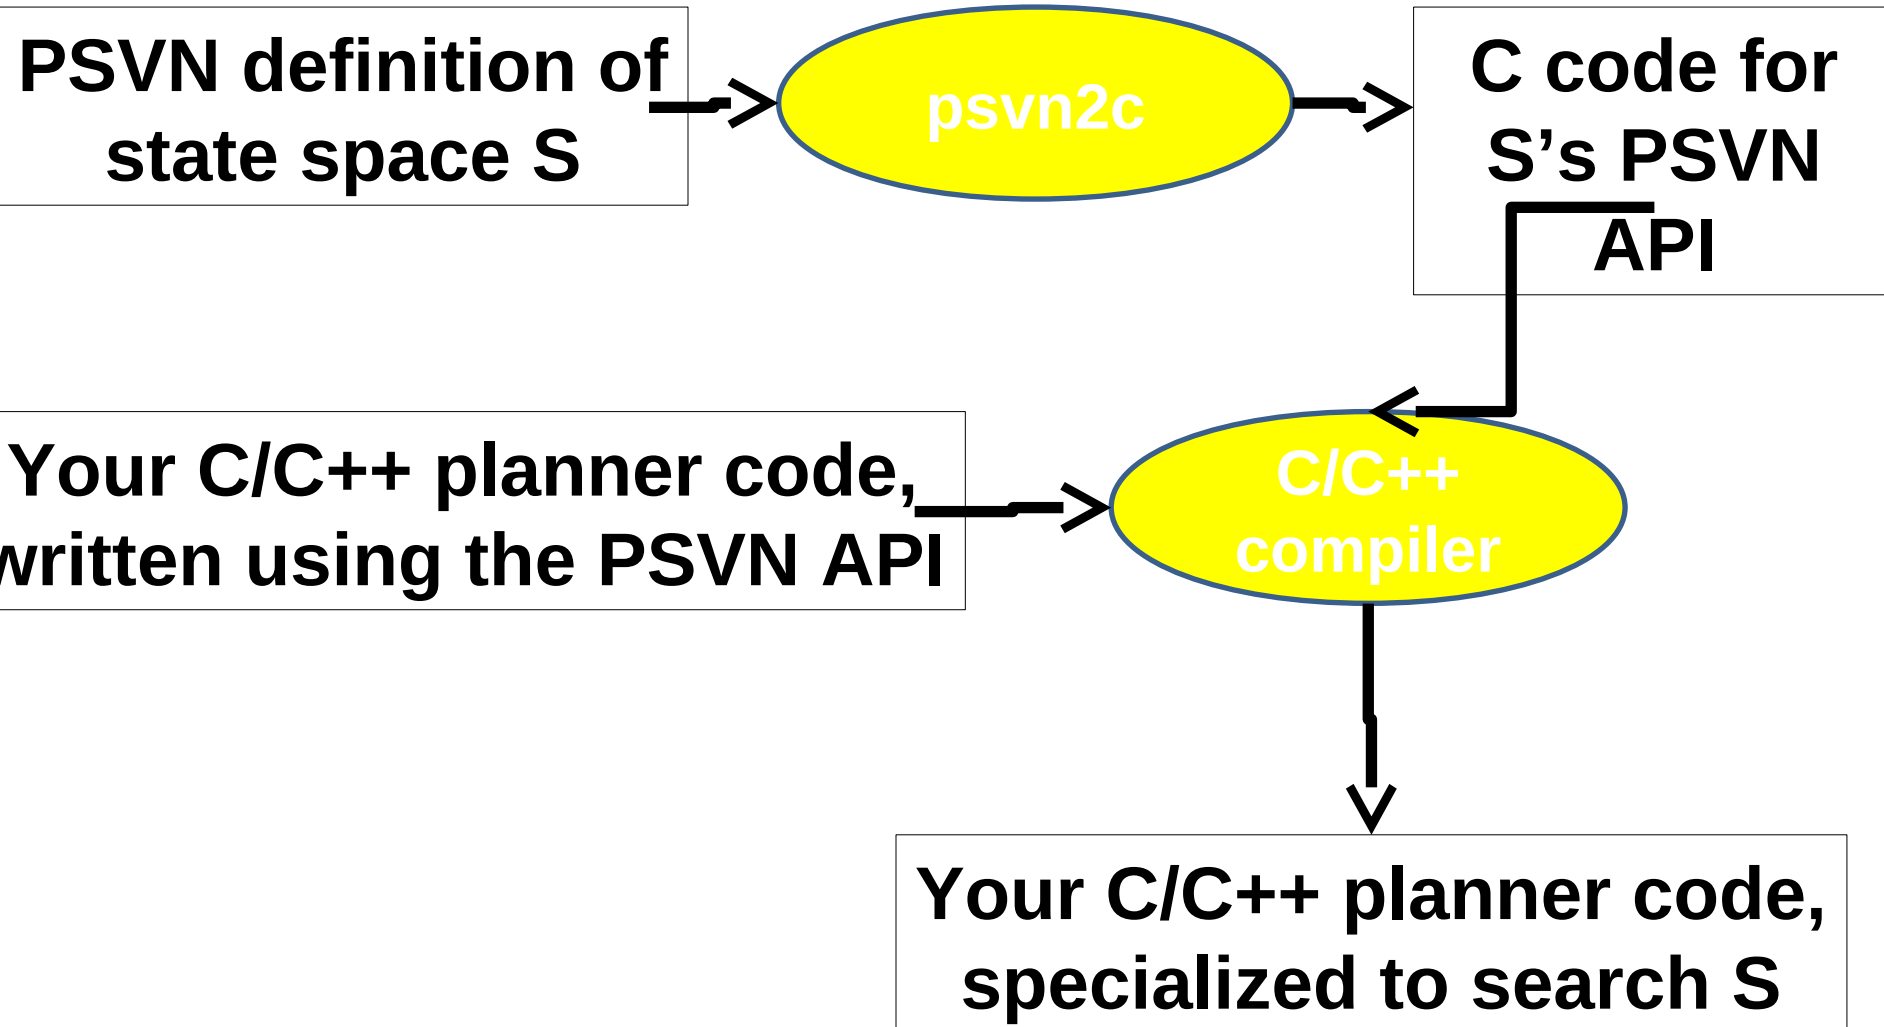 PSVN definition of
state space S
psvn2c
C code for
S’s PSVN
API
Your C/C++ planner code,
written using the PSVN API
C/C++
compiler
Your C/C++ planner code,
specialized to search S